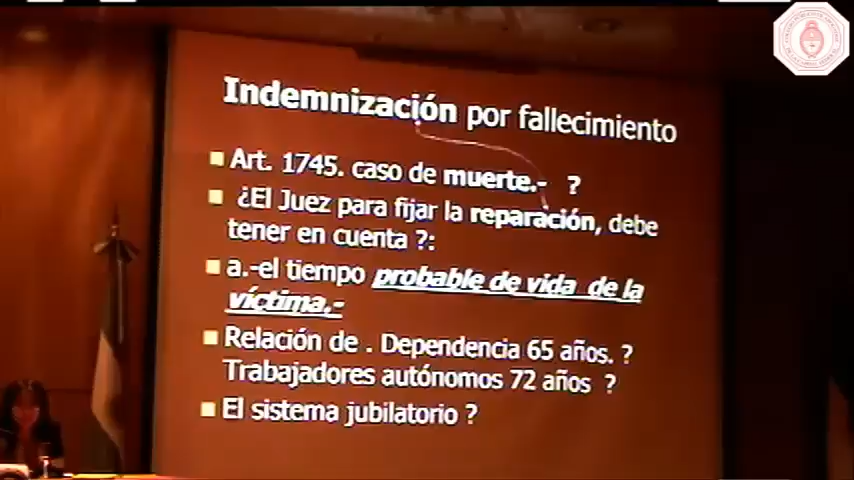 Indemnización por fallecimiento
Art. 1745. caso de muerte.- ?
¿El Juez para fijar la reparación, debe
tener en cuenta ?:
a.-el tiempo probable de vida de la
víctima.-
Relación de . Dependencia 65 años. ?
Trabajadores autónomos 72 años ?
El sistema jubilatorio ?